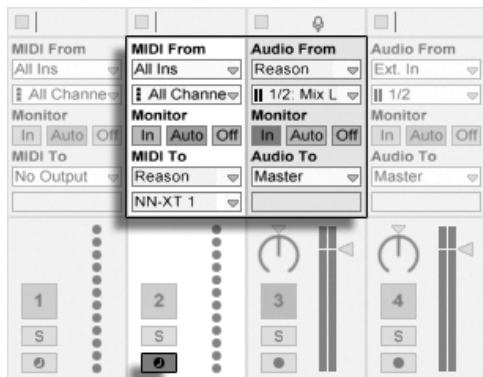 MIDI From MIDI From Audio From Audio From
All Ins All Ins Reason Ext. In
All Channe All Channe 1/2: Mix L 1/2
Monitor Monitor Monitor Monitor
In Auto Off In Auto Off In Auto Off In Auto Off
MIDI To MIDI To Audio To Audio To
No Output Reason Master Master
NN-XT 1
1 2 3 4
S S S S